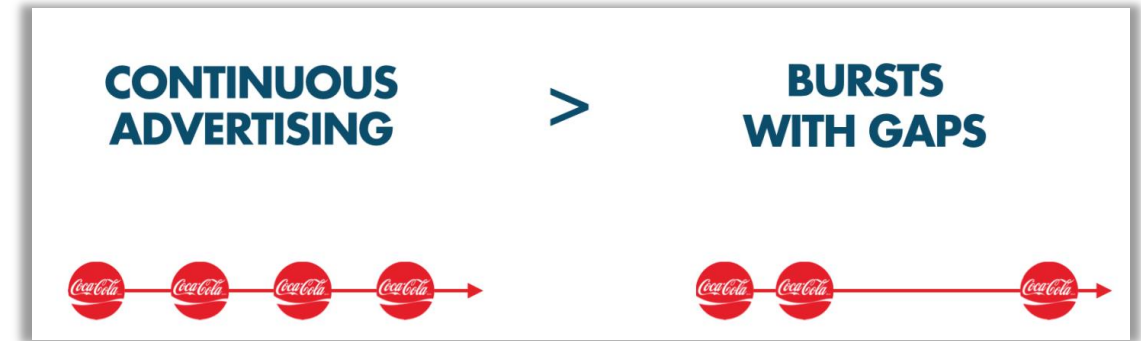 CONTINUOUS
ADVERTISING
>
BURSTS
WITH GAPS
Coca-Cola Coca-Cola Coca-Cola Coca-Cola
Coca-Cola Coca-Cola Coca-Cola